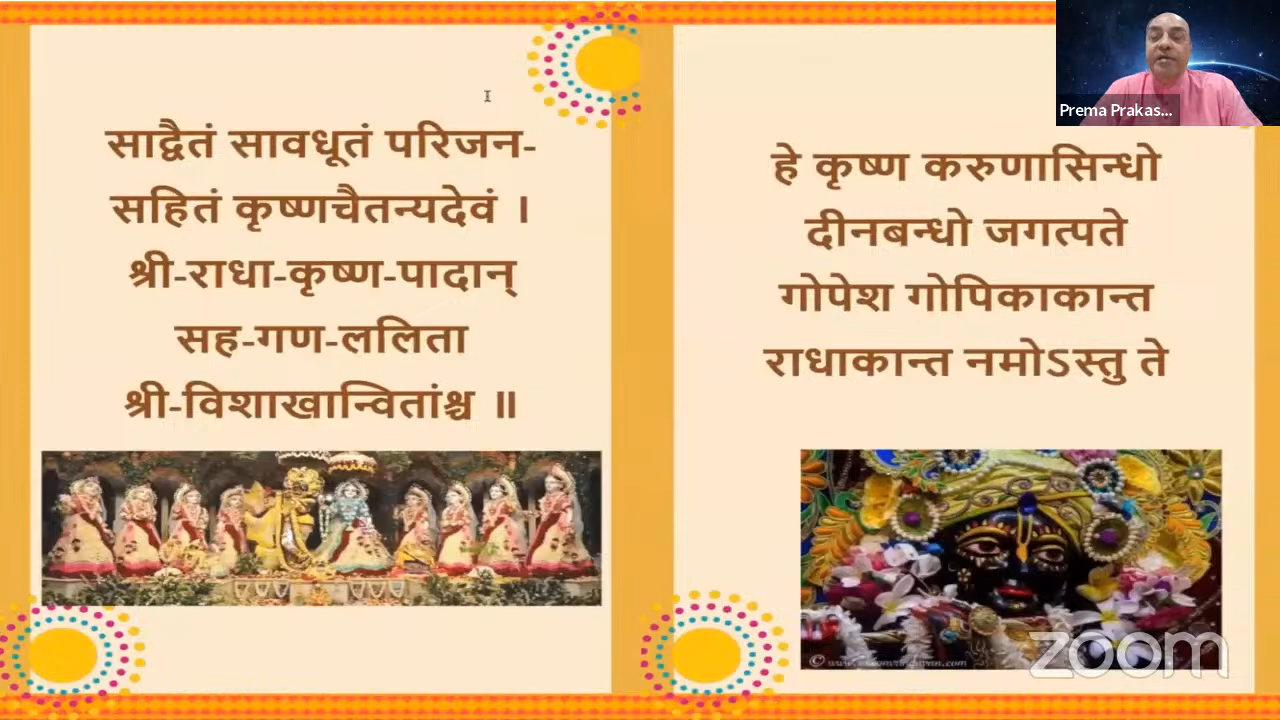 साद्वैतं सावधूतं परिजन-
सहितं कृष्णचैतन्यदेवं ।
श्री-राधा-कृष्ण-पादान्
सह-गण-ललिता
श्री-विशाखान्वितांश्च ॥
हे कृष्ण करुणासिन्धो
दीनबन्धो जगत्पते
गोपेश गोपिकाकान्त
राधाकान्त नमोऽस्तु ते
Prema Prakas...
zoom